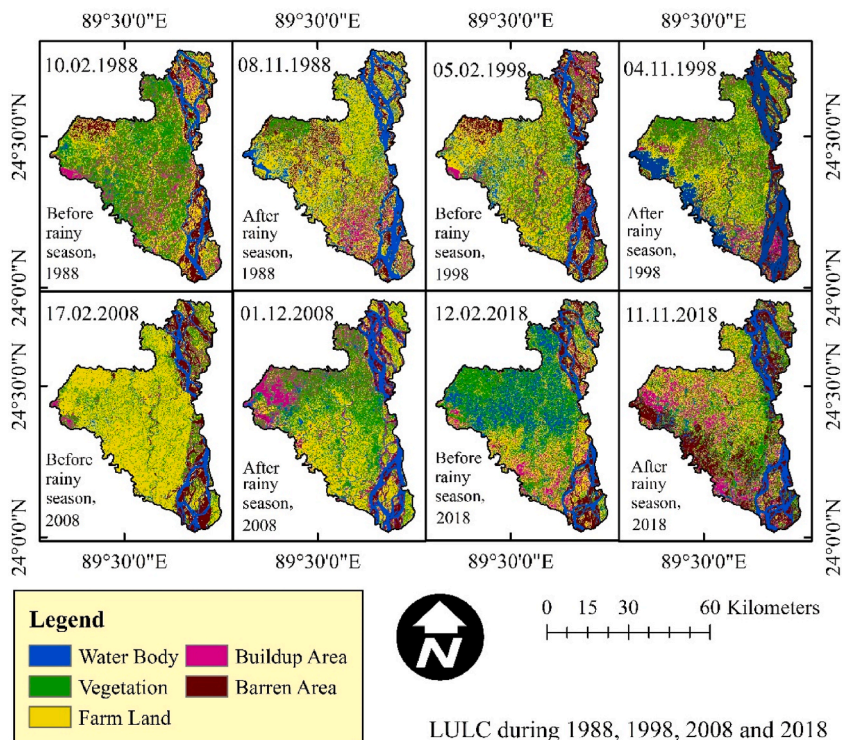 89°30'0"E 89°30'0"E 89°30'0"E 89°30'0"E
24°30'0"N
24°0'0"N
10.02.1988
Before
rainy
season,
1988
08.11.1988
After
rainy
season,
1988
05.02.1998
Before
rainy
season,
1998
04.11.1998
After
rainy
season,
1998
24°30'0"N
24°0'0"N
24°30'0"N
24°0'0"N
17.02.2008
Before
rainy
season,
2008
01.12.2008
After
rainy
season,
2008
12.02.2018
Before
rainy
season,
2018
11.11.2018
After
rainy
season,
2018
24°30'0"N
24°0'0"N
89°30'0"E 89°30'0"E 89°30'0"E 89°30'0"E
Legend
Water Body Buildup Area
Vegetation Barren Area
Farm Land
N
0 15 30 60 Kilometers
LULC during 1988, 1998, 2008 and 2018